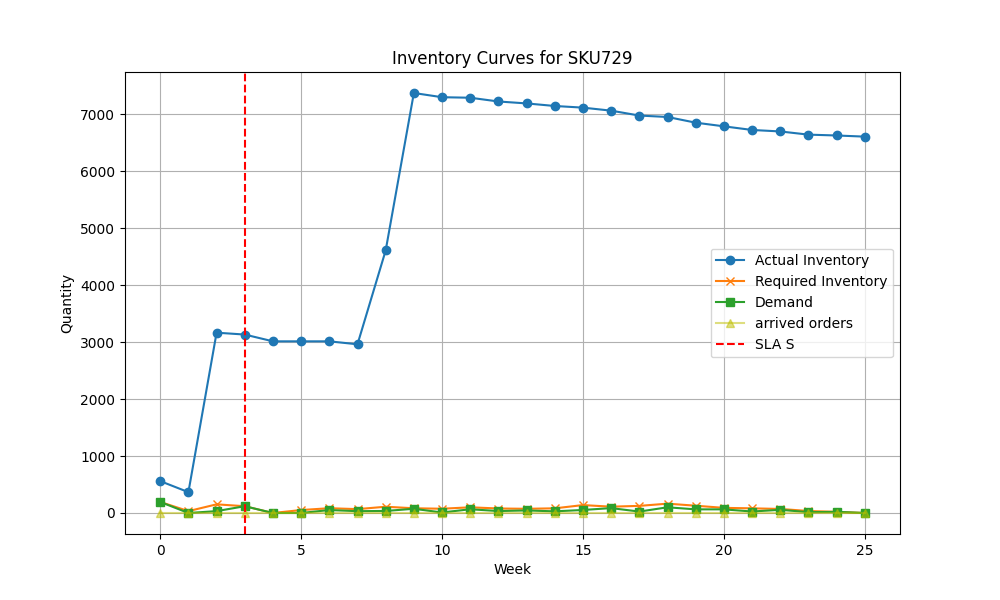 Inventory Curves for SKU729
Quantity
7000
6000
5000
4000
3000
2000
1000
0
Actual Inventory
Required Inventory
Demand
arrived orders
SLA S
0 5 10 15 20 25
Week